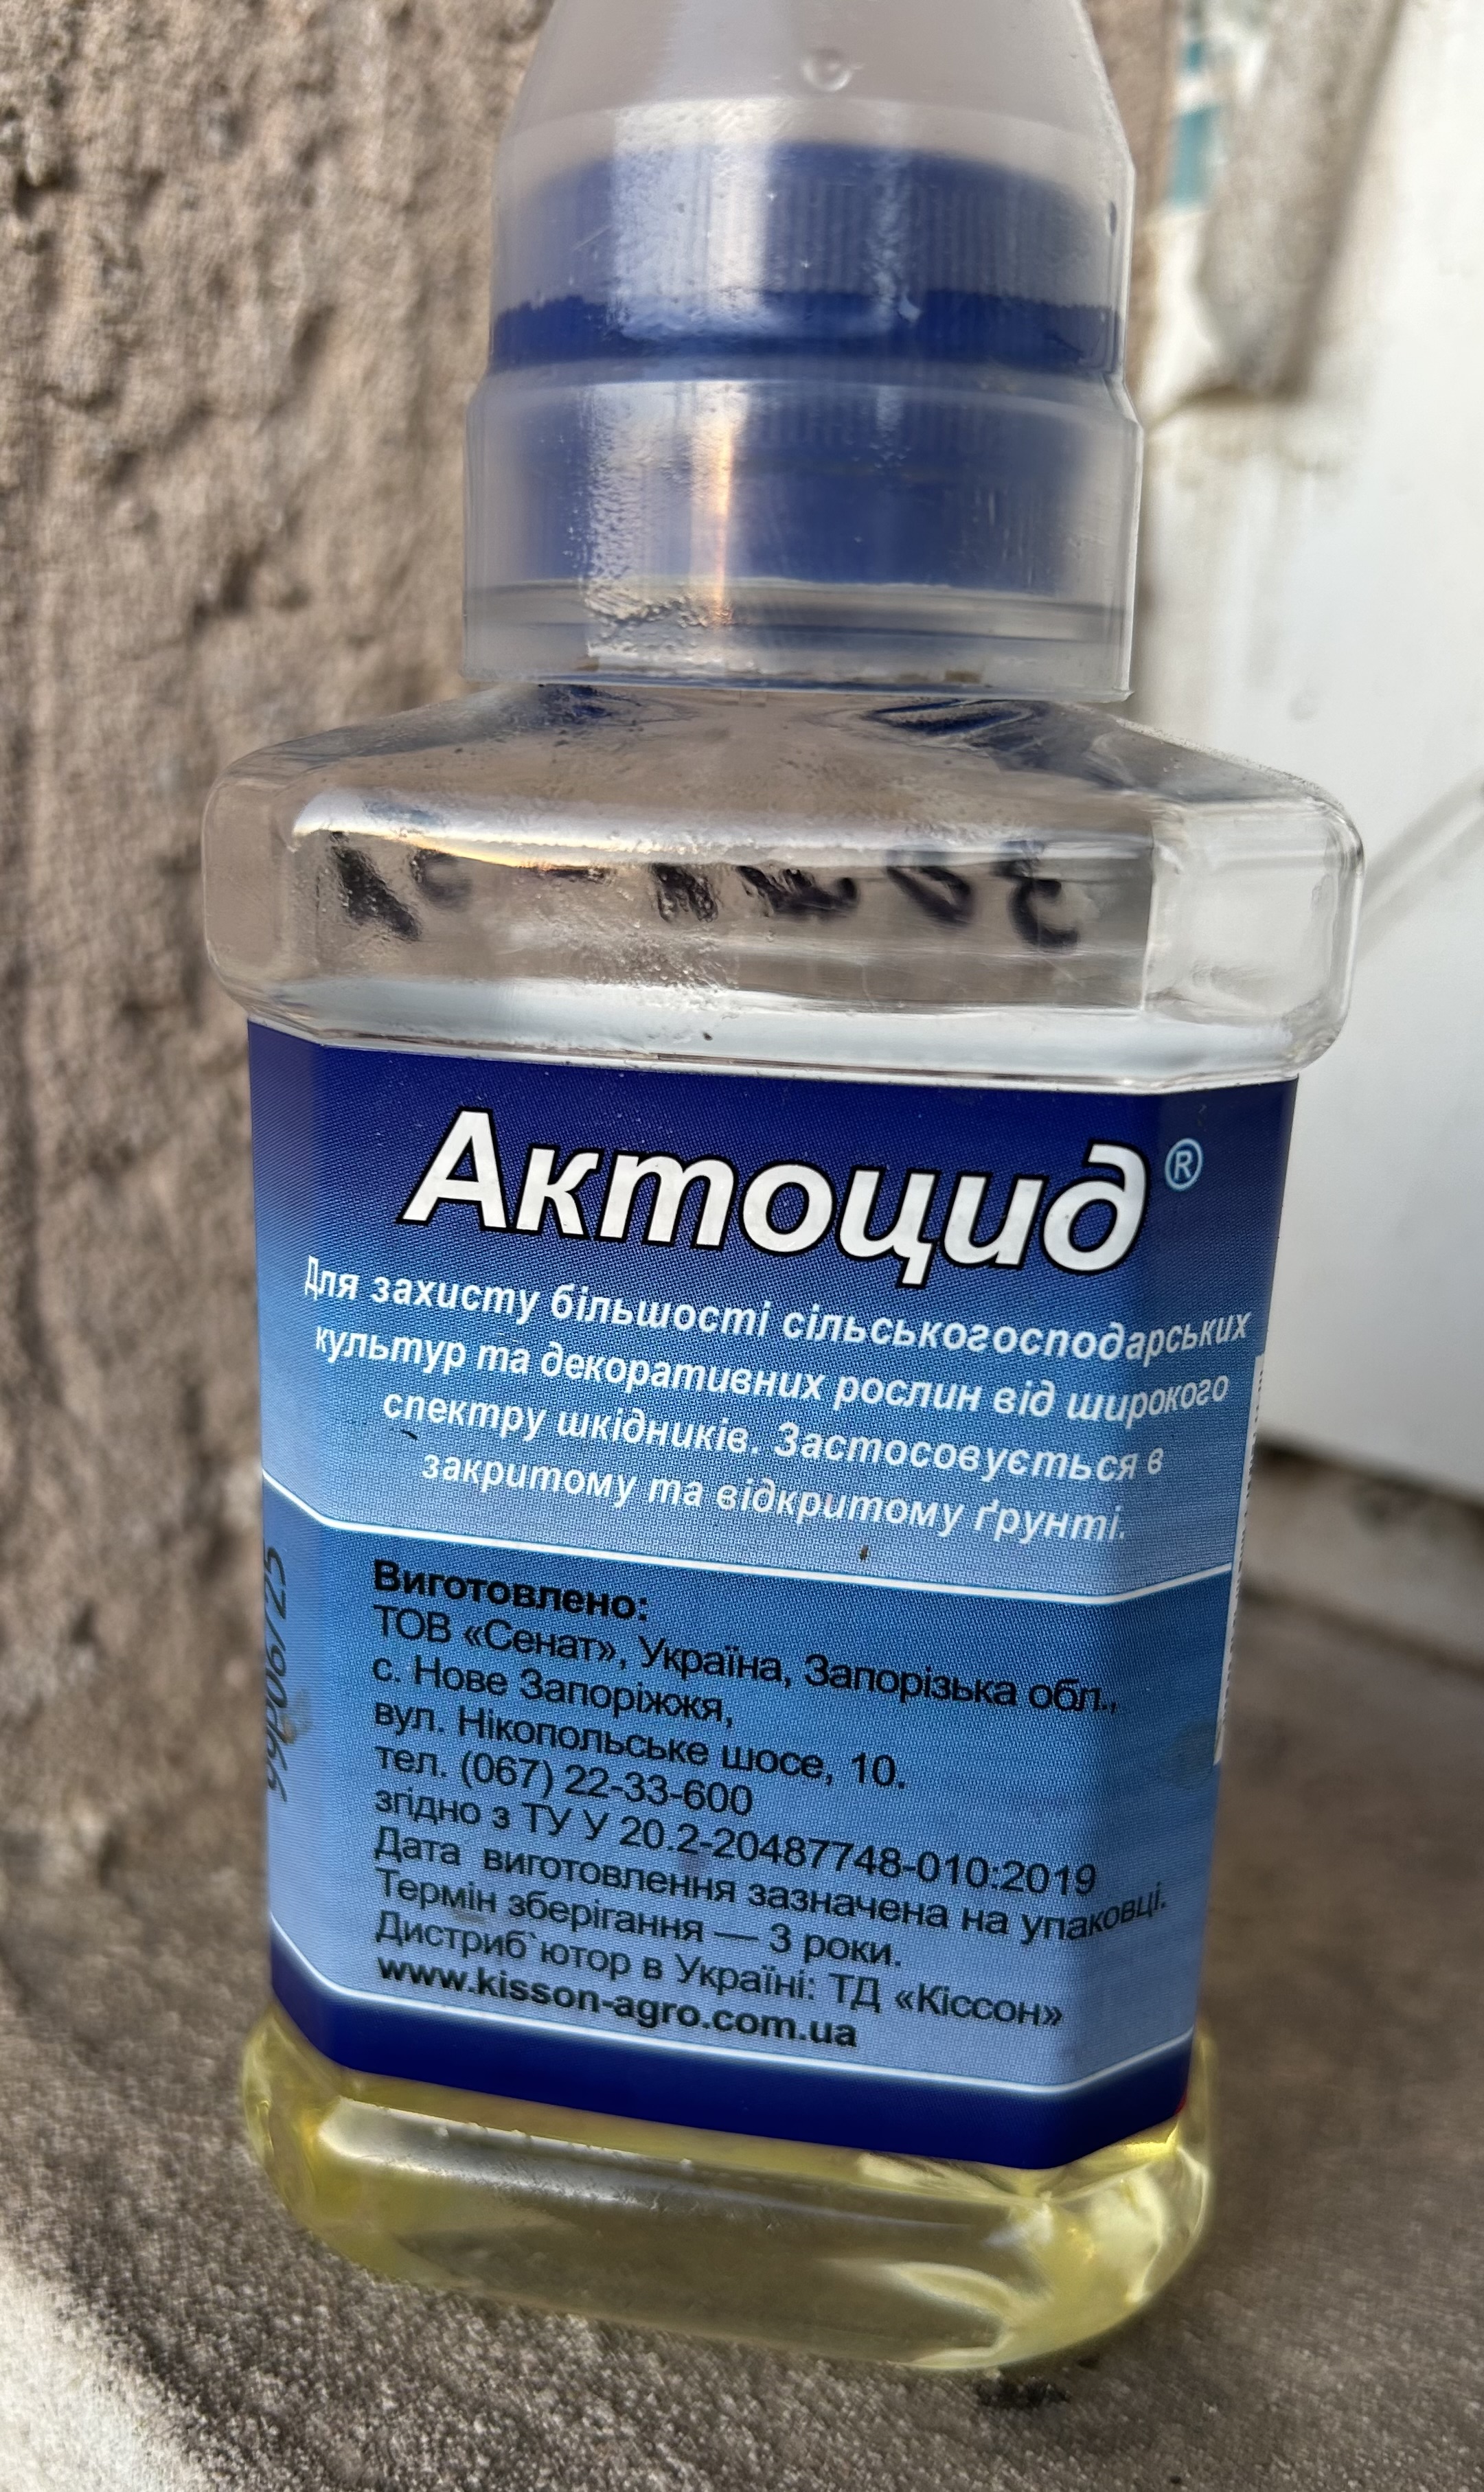 Актоцид®
Для захисту більшості сільськогосподарських
культур та декоративних рослин від широкого
спектру шкідників. Застосовується в
закритому та відкритому ґрунті.
Виготовлено:
ТОВ «Сенат», Україна, Запорізька обл.,
с. Нове Запоріжжя,
вул. Нікопольське шосе, 10.
тел. (067) 22-33-600
згідно з ТУ У 20.2-20487748-010:2019
Дата виготовлення зазначена на упаковці.
Термін зберігання — 3 роки.
Дистриб`ютор в Україні: ТД «Кіссон»
www.kisson-agro.com.ua